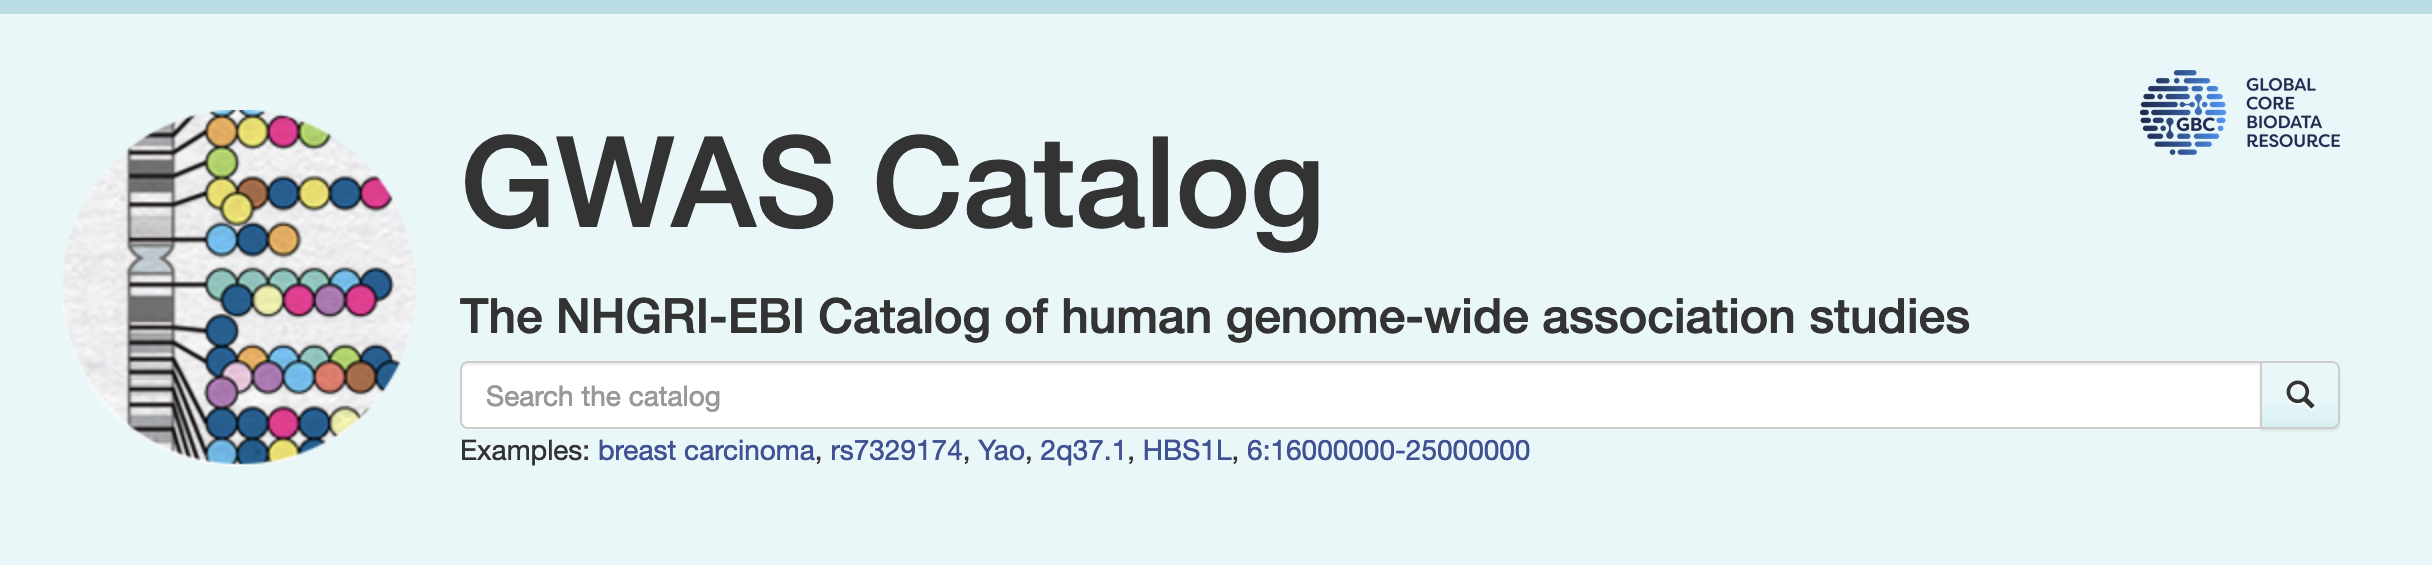 GBC
GLOBAL
CORE
BIODATA
RESOURCE
GWAS Catalog
The NHGRI-EBI Catalog of human genome-wide association studies
Search the catalog
Examples: breast carcinoma, rs7329174, Yao, 2q37.1, HBS1L, 6:16000000-25000000